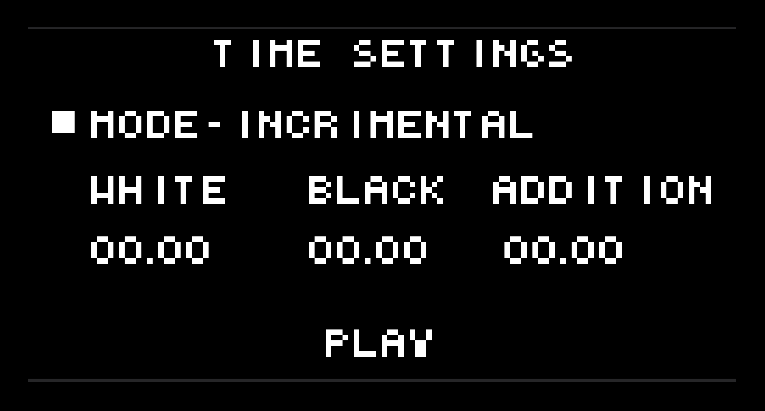 TIME SETTINGS
MODE-INCRIMENTAL
WHITE BLACK ADDITION
00.00 00.00 00.00
PLAY